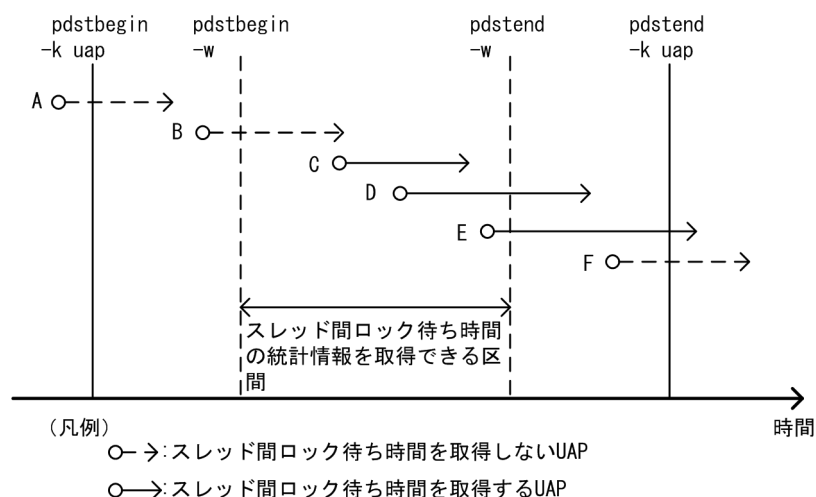 pdstbegin
-k uap
pdstbegin
-w
pdstend
-w
pdstend
-k uap
A
B
C
D
E
F
スレッド間ロック待ち時間
の統計情報を取得できる区
間
時間
(凡例)
:スレッド間ロック待ち時間を取得しないUAP
:スレッド間ロック待ち時間を取得するUAP